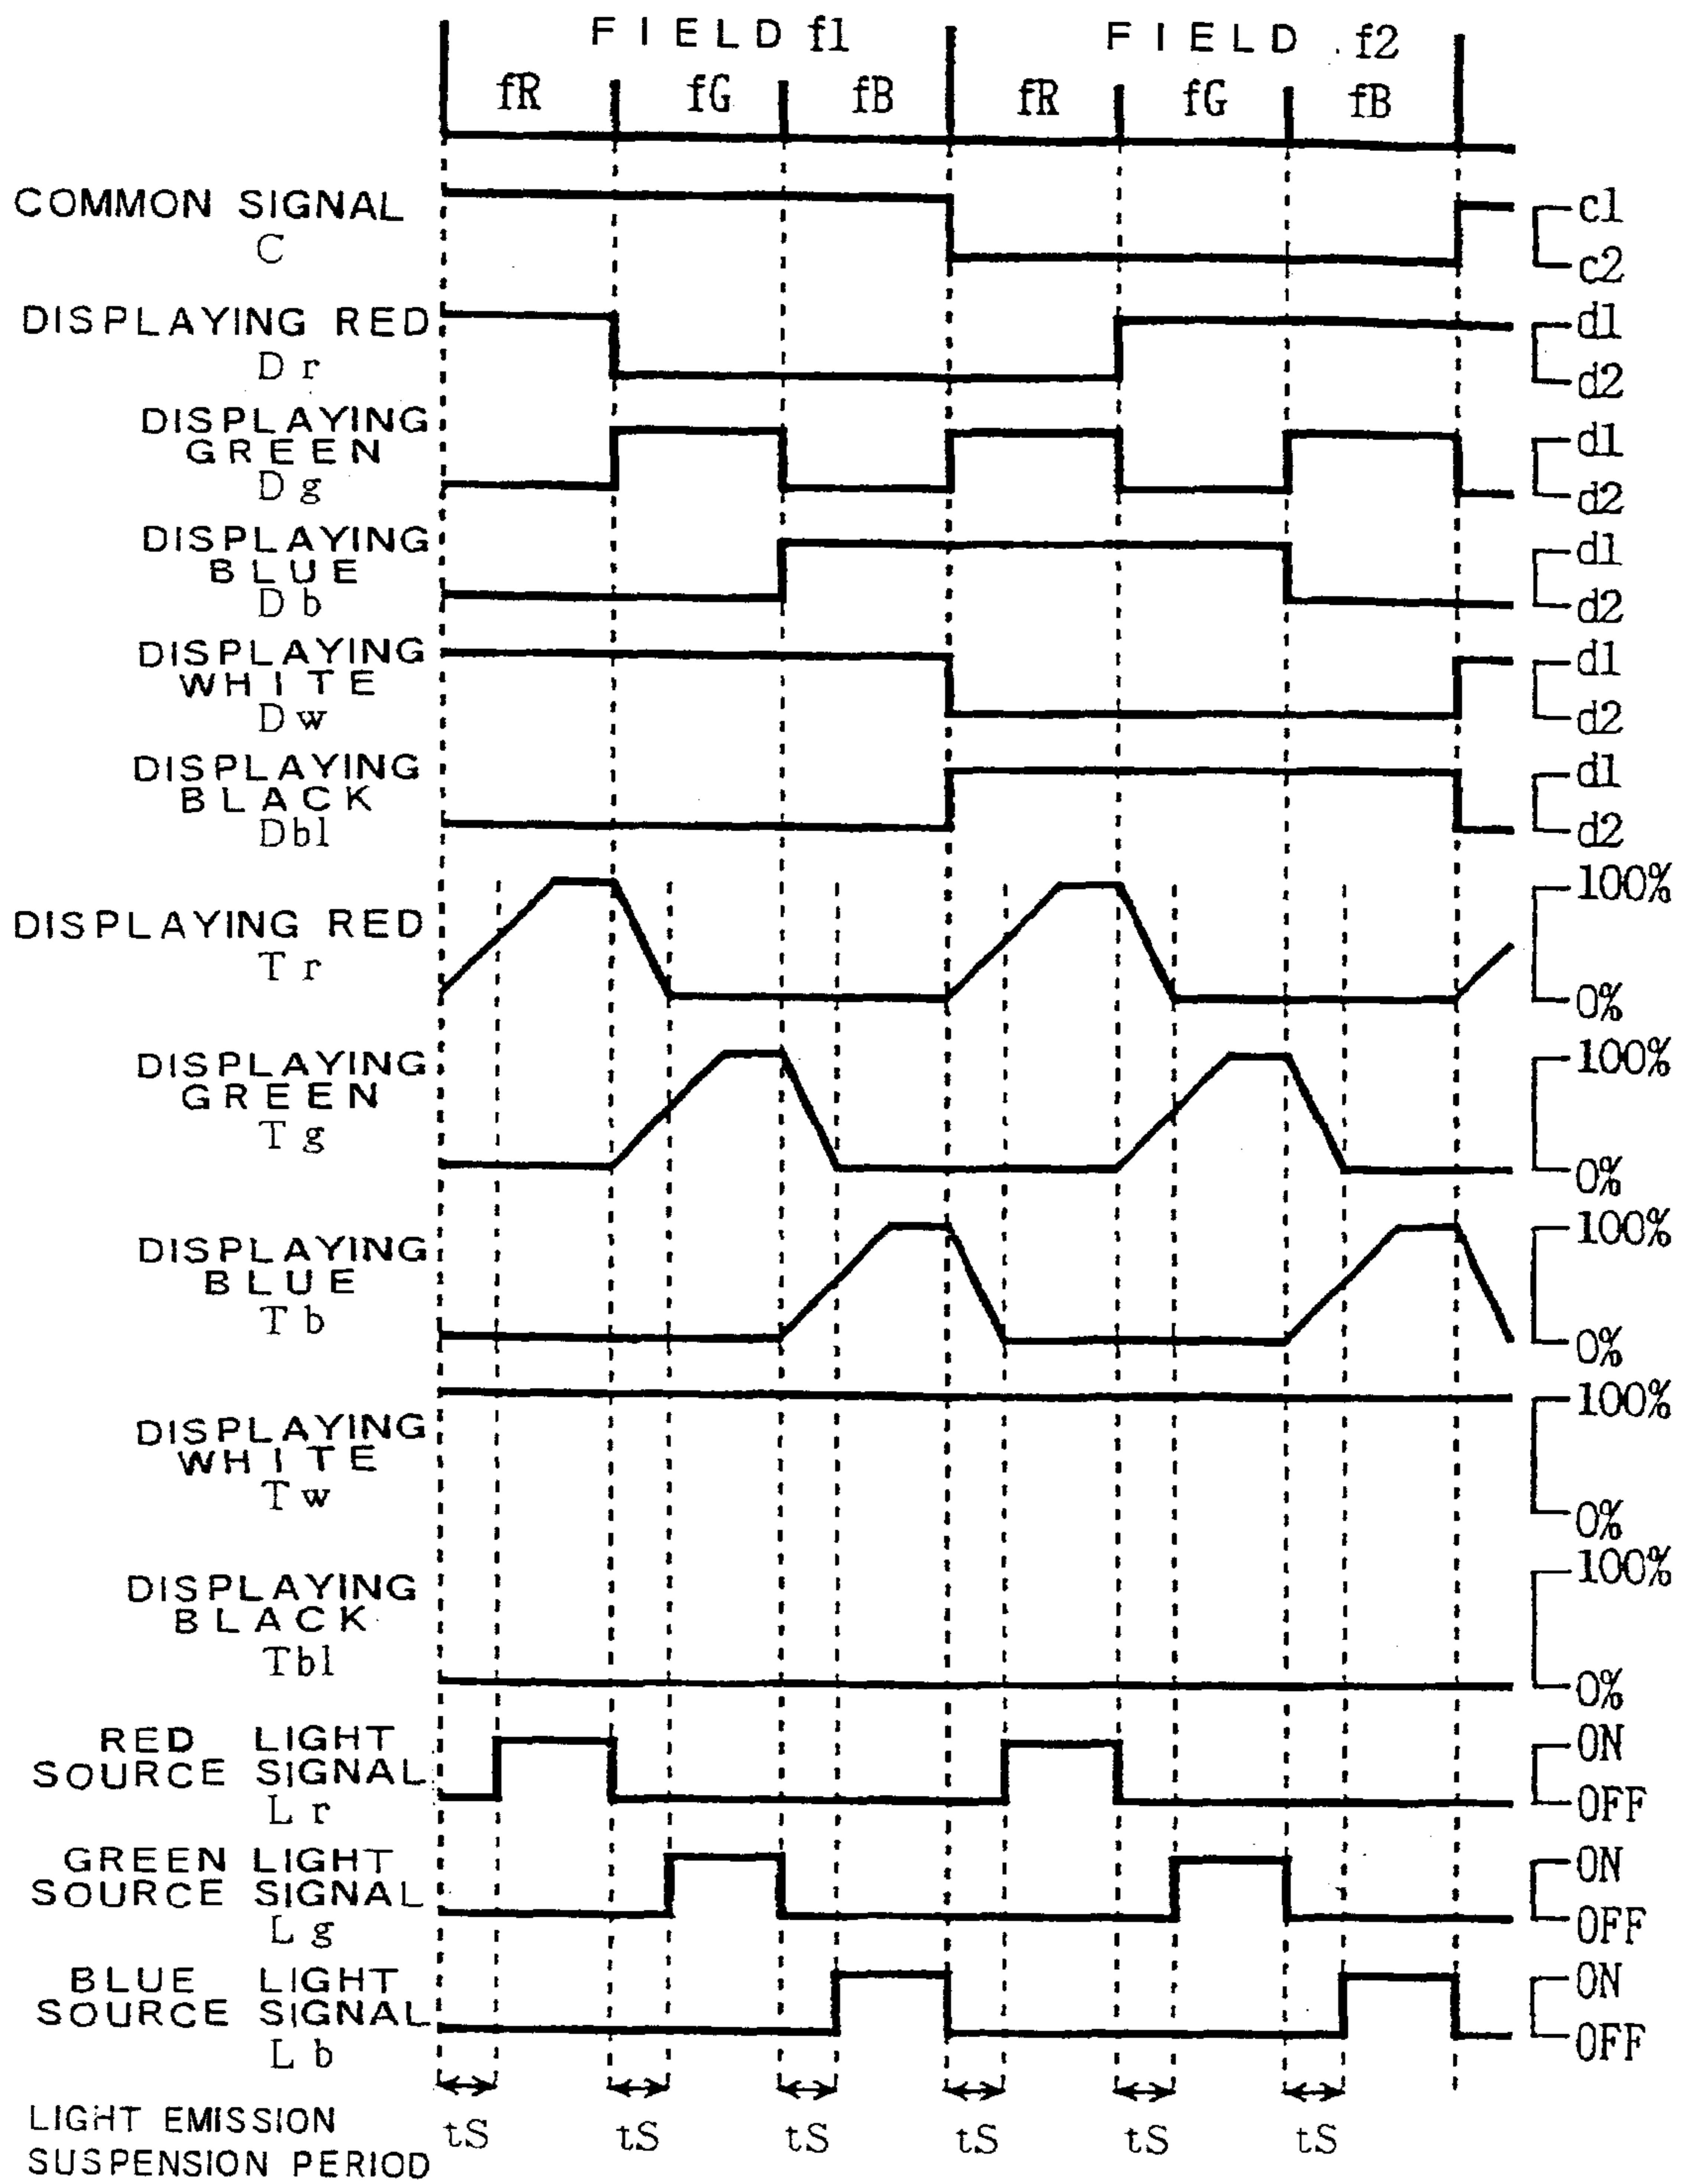 FIELD f1 FIELD f2
fR fG fB fR fG fB
COMMON SIGNAL
C
c1
c2
DISPLAYING RED
Dr
d1
d2
DISPLAYING
GREEN
Dg
d1
d2
DISPLAYING
BLUE
Db
d1
d2
DISPLAYING
WHITE
Dw
d1
d2
DISPLAYING
BLACK
Dbl
d1
d2
DISPLAYING RED
Tr
100%
0%
DISPLAYING
GREEN
Tg
100%
0%
DISPLAYING
BLUE
Tb
100%
0%
DISPLAYING
WHITE
Tw
100%
0%
DISPLAYING
BLACK
Tbl
100%
0%
RED LIGHT
SOURCE SIGNAL
Lr
ON
OFF
GREEN LIGHT
SOURCE SIGNAL
Lg
ON
OFF
BLUE LIGHT
SOURCE SIGNAL
Lb
ON
OFF
LIGHT EMISSION
SUSPENSION PERIOD
tS tS tS tS tS tS